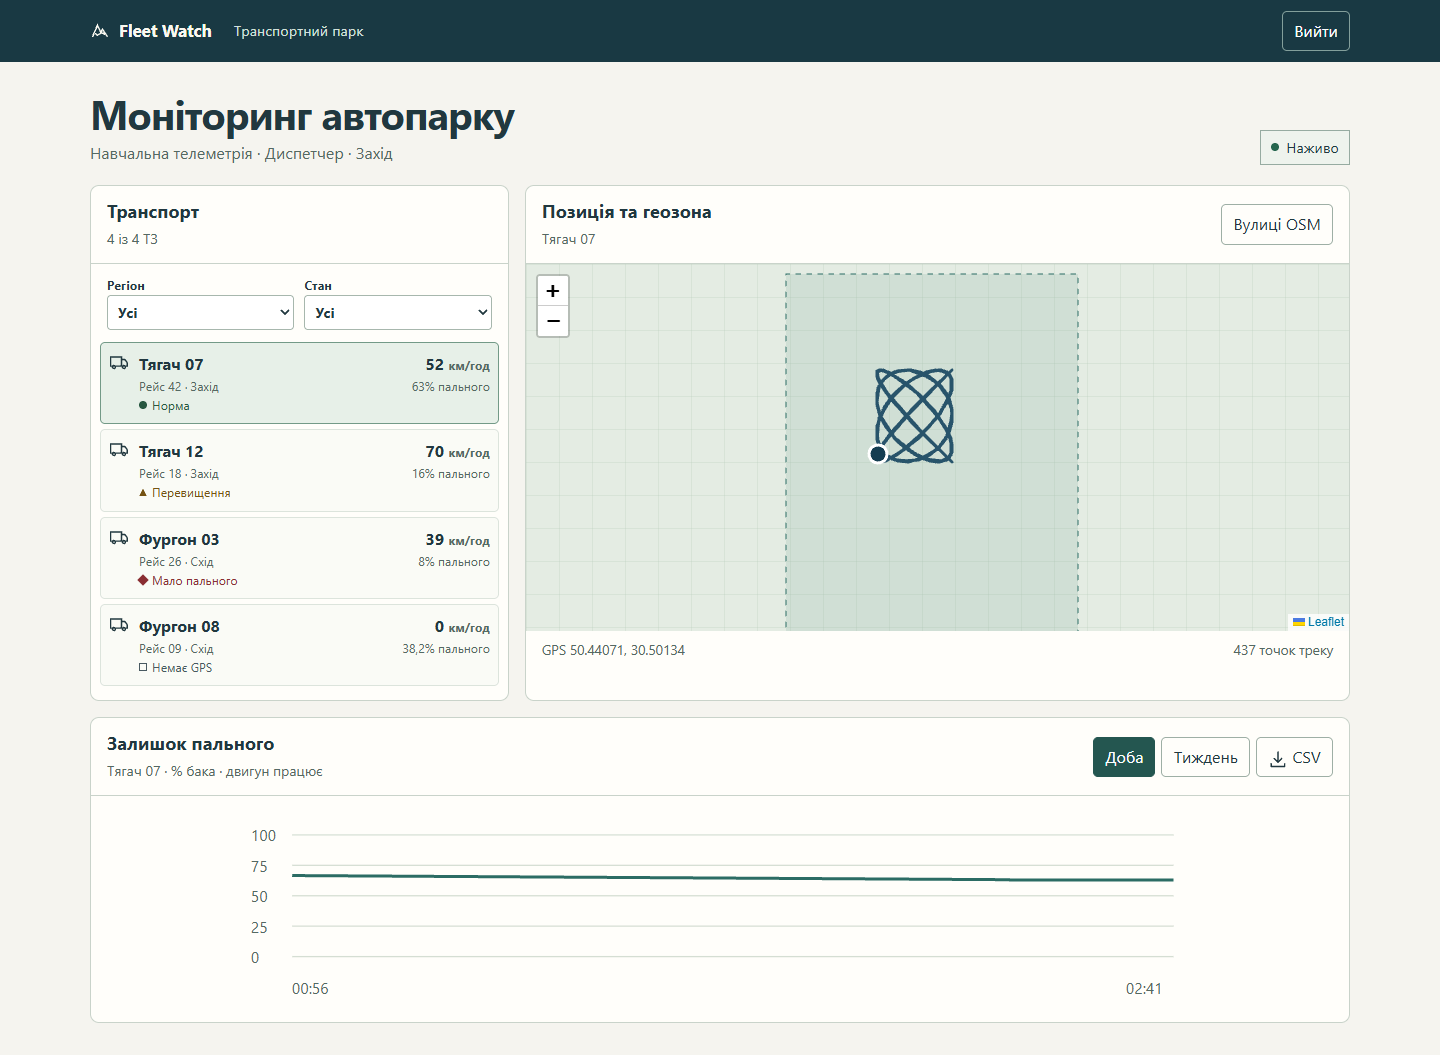 Fleet Watch
Транспортний парк
Вийти
Моніторинг автопарку
Навчальна телеметрія · Диспетчер · Захід
Наживо
Транспорт
4 із 4 ТЗ
Регіон
Стан
Усі
Усі
Тягач 07
52 км/год
Рейс 42 · Захід
63% пального
Норма
Тягач 12
70 км/год
Рейс 18 · Захід
16% пального
Перевищення
Фургон 03
39 км/год
Рейс 26 · Схід
8% пального
Мало пального
Фургон 08
0 км/год
Рейс 09 · Схід
38,2% пального
Немає GPS
Позиція та геозона
Тягач 07
Вулиці OSM
+
−
Leaflet
GPS 50.44071, 30.50134
437 точок треку
Залишок пального
Тягач 07 · % бака · двигун працює
Доба
Тиждень
CSV
100
75
50
25
0
00:56
02:41